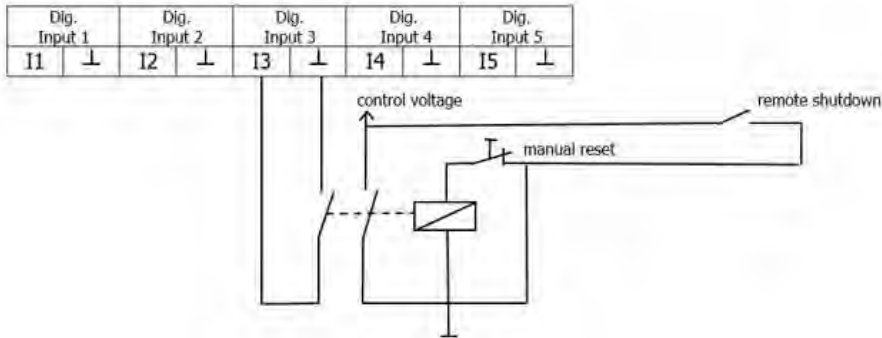 Dig. Dig. Dig. Dig. Dig.
Input 1 Input 2 Input 3 Input 4 Input 5
I1 ⊥ I2 ⊥ I3 ⊥ I4 ⊥ I5 ⊥
control voltage
remote shutdown
manual reset